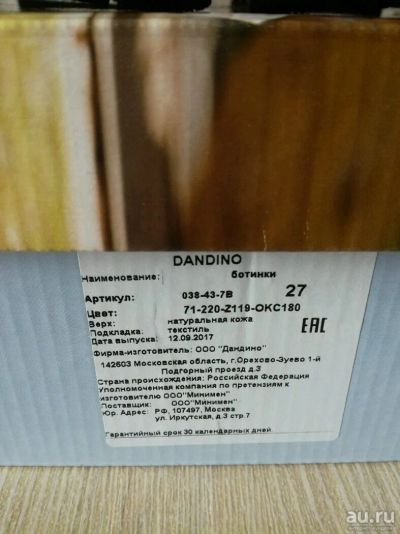 DANDINO
Наименование: ботинки
Артикул: 038-43-7В 27
Цвет: 71-220-Z119-OKC180
Верх: натуральная кожа
Подкладка: текстиль
Дата выпуска: 12.09.2017
EAC
Фирма-изготовитель: ООО "Дандино"
142603 Московская область, г.Орехово-Зуево 1-й
Подгорный проезд д.3
Страна происхождения: Российская Федерация
Уполномоченная компания по претензиям к
изготовителю ООО"Минимен"
Поставщик: ООО"Минимен"
Юр. Адрес: РФ, 107497, Москва
ул. Иркутская, д.3 стр.7
Гарантийный срок 30 календарных дней
au.ru